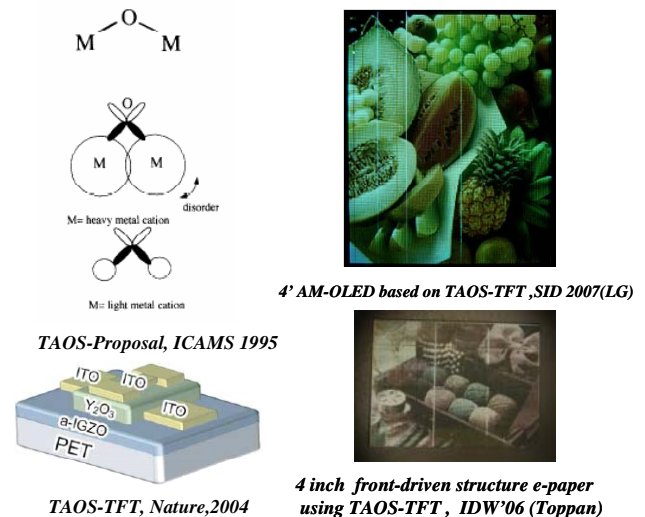 O
M M
O
M M
disorder
M= heavy metal cation
M= light metal cation
TAOS-Proposal, ICAMS 1995
4’ AM-OLED based on TAOS-TFT ,SID 2007(LG)
ITO ITO
Y2O3 ITO
a-IGZO
PET
TAOS-TFT, Nature,2004
4 inch front-driven structure e-paper
using TAOS-TFT , IDW’06 (Toppan)